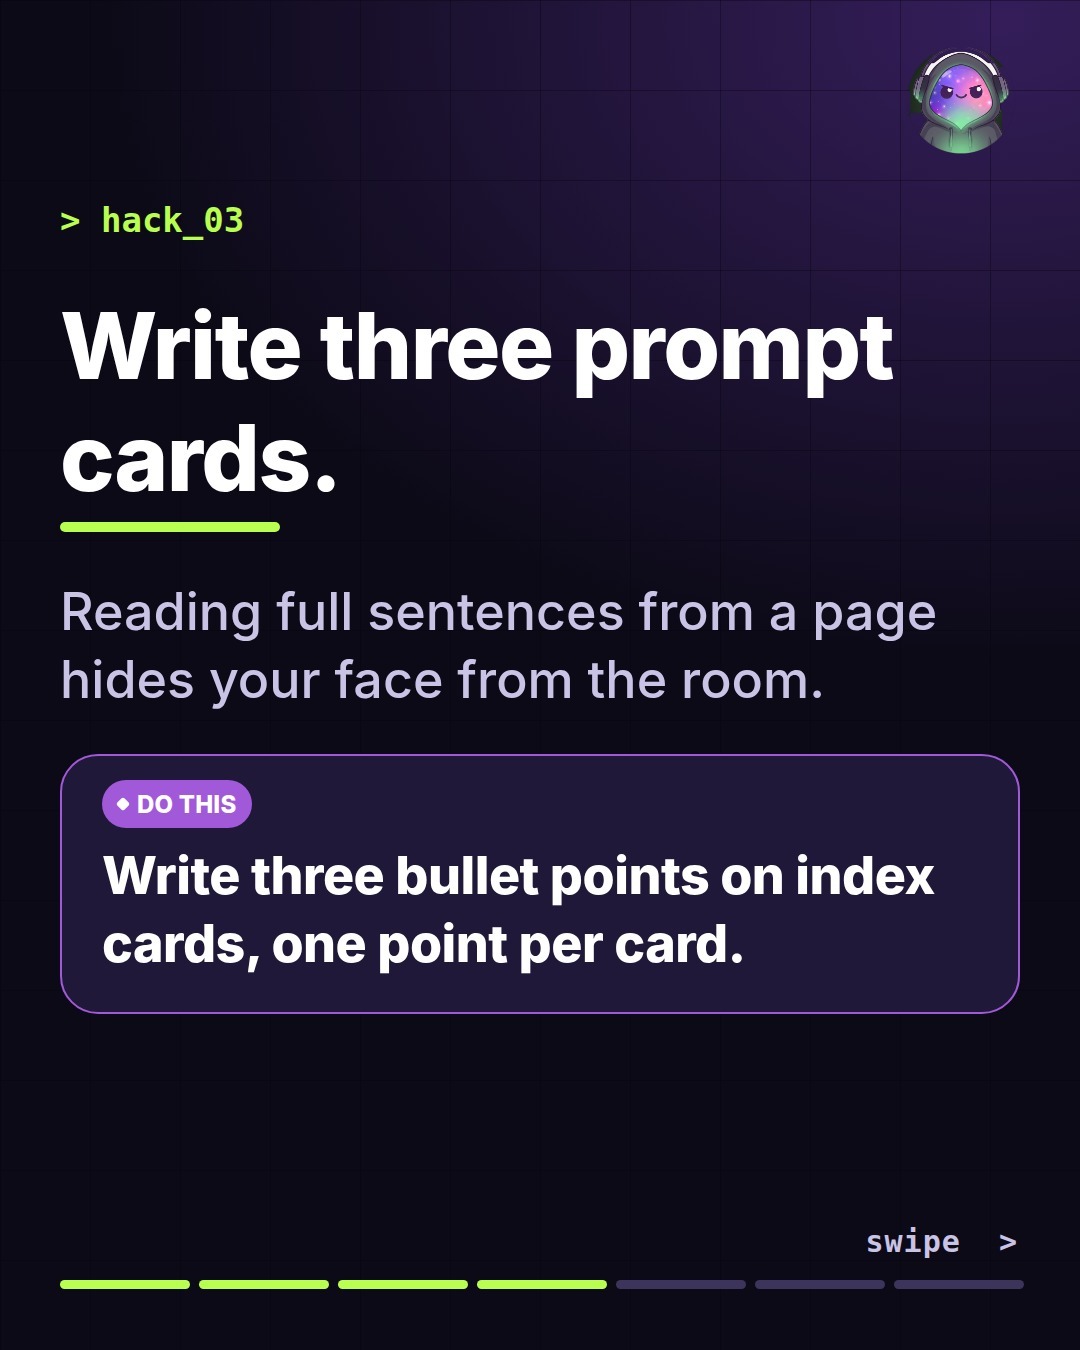 > hack_03
Write three prompt
cards.
Reading full sentences from a page
hides your face from the room.
DO THIS
Write three bullet points on index
cards, one point per card.
swipe >